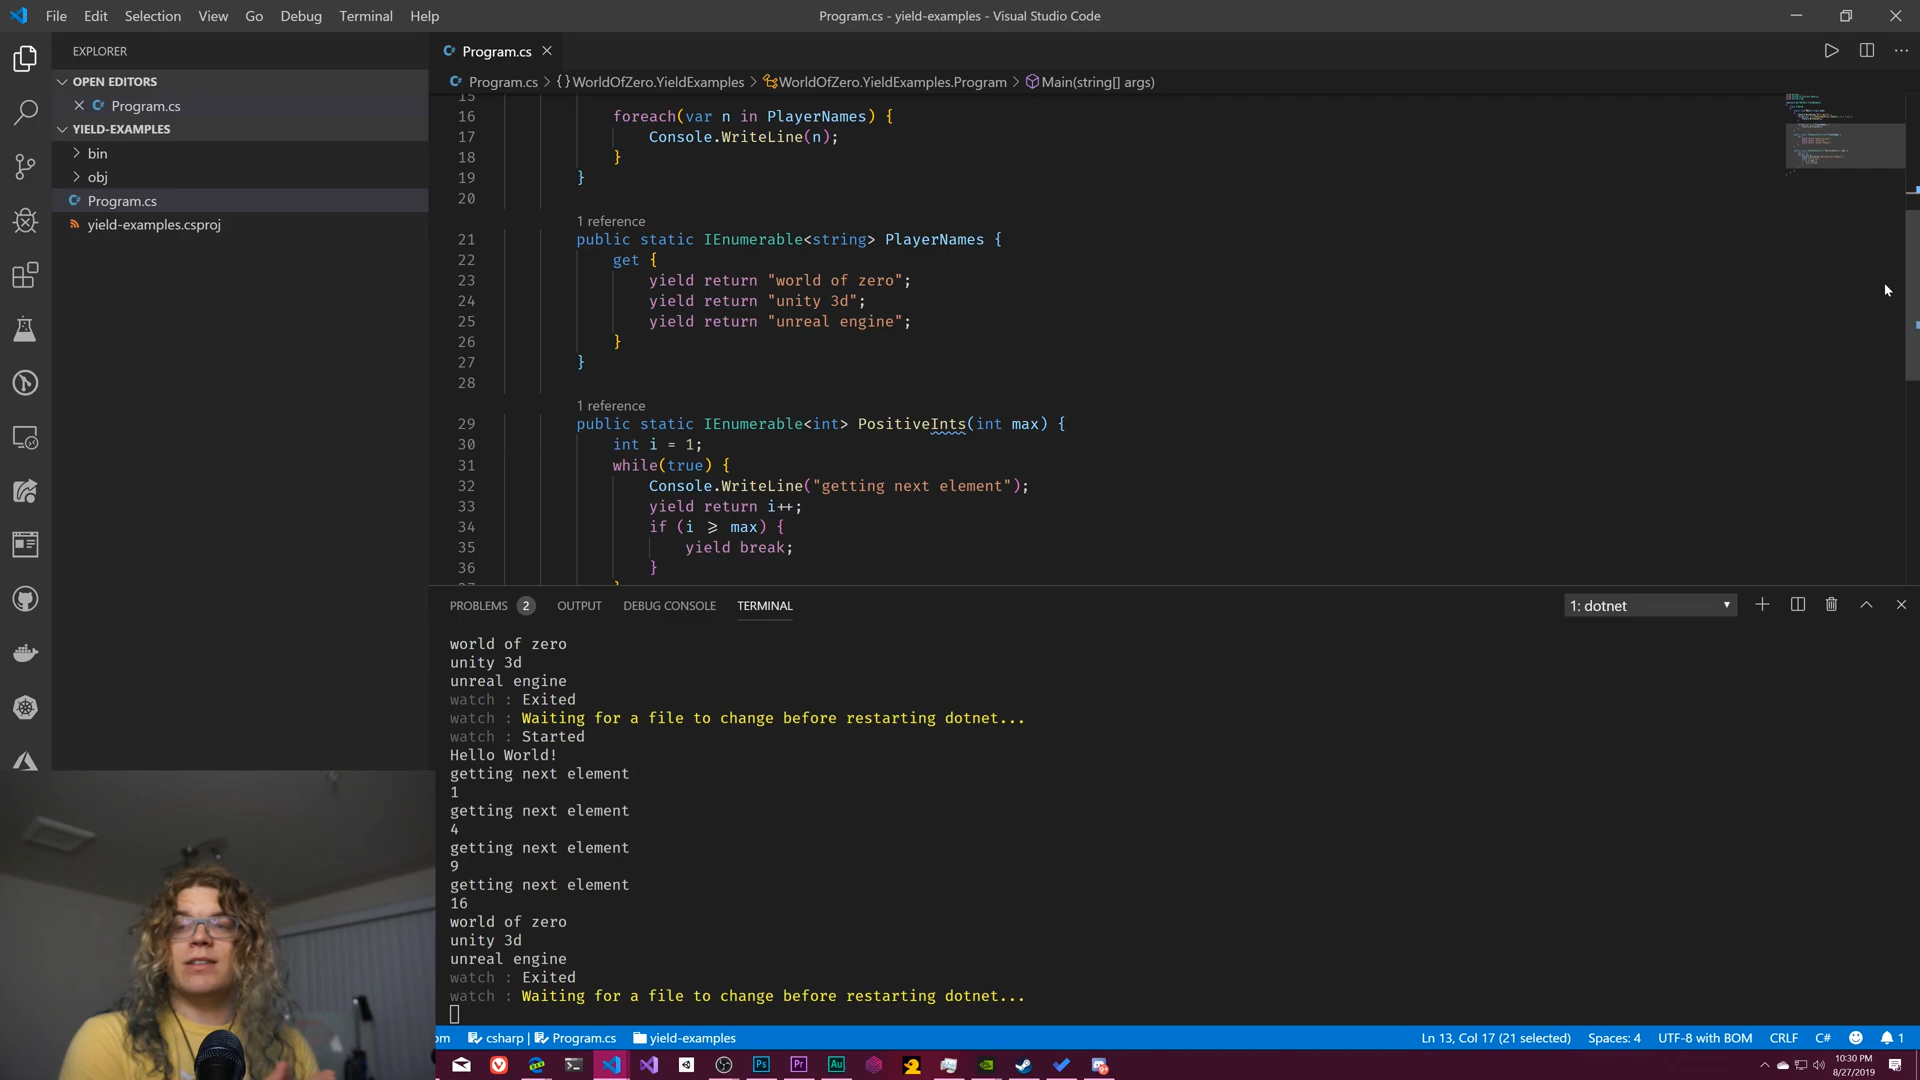 File Edit Selection View Go Debug Terminal Help
Program.cs - yield-examples - Visual Studio Code
EXPLORER
OPEN EDITORS
Program.cs
YIELD-EXAMPLES
bin
obj
Program.cs
yield-examples.csproj
Program.cs
Program.cs > {} WorldOfZero.YieldExamples > WorldOfZero.YieldExamples.Program > Main(string[] args)
15
16 foreach(var n in PlayerNames) {
17 Console.WriteLine(n);
18 }
19 }
20
1 reference
21 public static IEnumerable<string> PlayerNames {
22 get {
23 yield return "world of zero";
24 yield return "unity 3d";
25 yield return "unreal engine";
26 }
27 }
28
1 reference
29 public static IEnumerable<int> PositiveInts(int max) {
30 int i = 1;
31 while(true) {
32 Console.WriteLine("getting next element");
33 yield return i++;
34 if (i >= max) {
35 yield break;
36 }
PROBLEMS 2 OUTPUT DEBUG CONSOLE TERMINAL
1: dotnet
world of zero
unity 3d
unreal engine
watch : Exited
watch : Waiting for a file to change before restarting dotnet...
watch : Started
Hello World!
getting next element
1
getting next element
4
getting next element
9
getting next element
16
world of zero
unity 3d
unreal engine
watch : Exited
watch : Waiting for a file to change before restarting dotnet...
om csharp | Program.cs yield-examples
Ln 13, Col 17 (21 selected) Spaces: 4 UTF-8 with BOM CRLF C# 1
Ps Pr Au
10:30 PM
8/27/2019